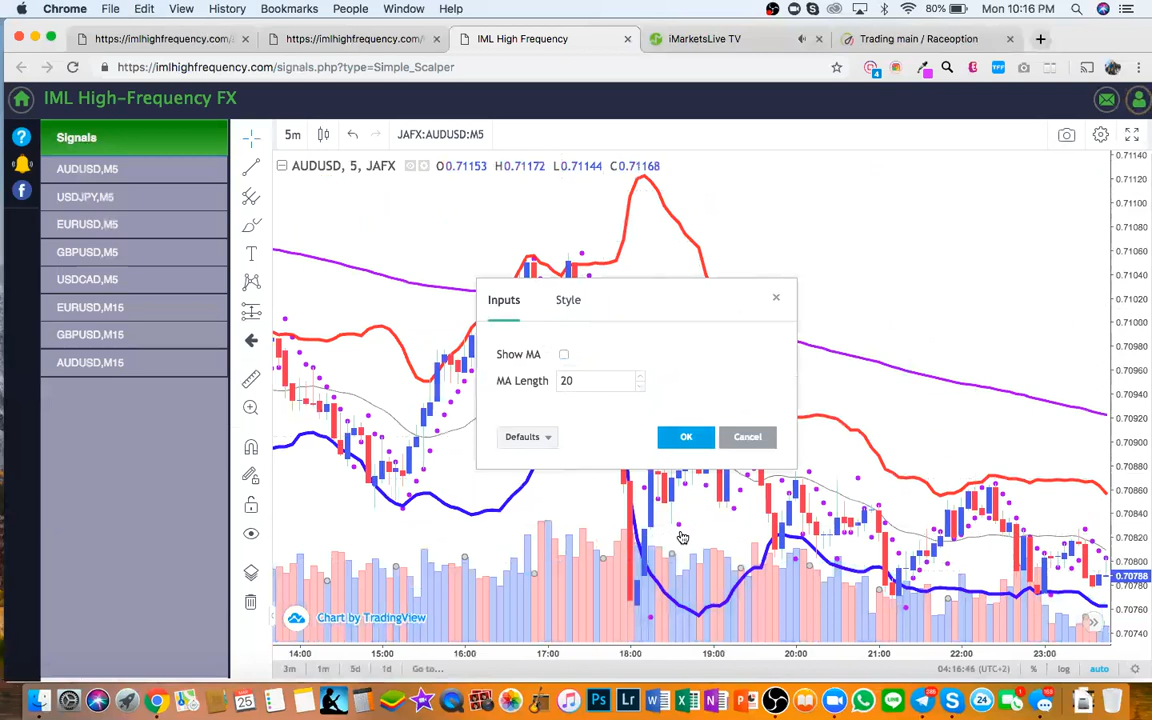 Chrome File Edit View History Bookmarks People Window Help 80% Mon 10:16 PM
https://imlhighfrequency.com/ × https://imlhighfrequency.com/ × IML High Frequency × iMarketsLive TV × Trading main / Raceoption ×
https://imlhighfrequency.com/signals.php?type=Simple_Scalper
IML High-Frequency FX
Signals
AUDUSD,M5
USDJPY,M5
EURUSD,M5
GBPUSD,M5
USDCAD,M5
EURUSD,M15
GBPUSD,M15
AUDUSD,M15
5m JAFX:AUDUSD:M5
AUDUSD, 5, JAFX O0.71153 H0.71172 L0.71144 C0.71168
Inputs Style
Show MA
MA Length 20
Defaults OK Cancel
0.71140
0.71120
0.71100
0.71080
0.71060
0.71040
0.71020
0.71000
0.70980
0.70960
0.70940
0.70920
0.70900
0.70880
0.70860
0.70840
0.70820
0.70800
0.70788
0.70780
0.70760
0.70740
Chart by TradingView
14:00 15:00 16:00 17:00 18:00 19:00 20:00 21:00 22:00 23:00
3m 1m 5d 1d Go to... 04:16:46 (UTC+2) % log auto